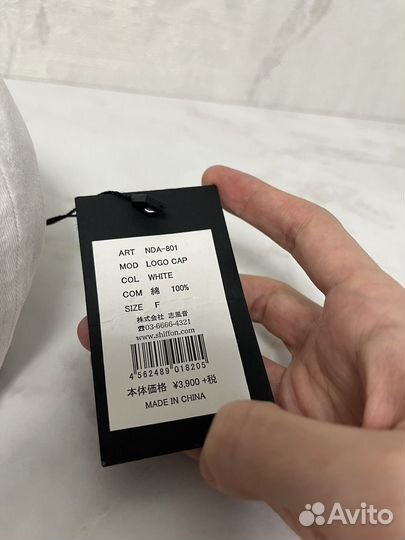 ART NDA-801
MOD LOGO CAP
COL WHITE
COM 綿 100%
SIZE F
株式会社 志風音
☎03-6666-4321
www.shiffon.com
4 562489 018205
本体価格 ¥3,900 +税
MADE IN CHINA
Avito